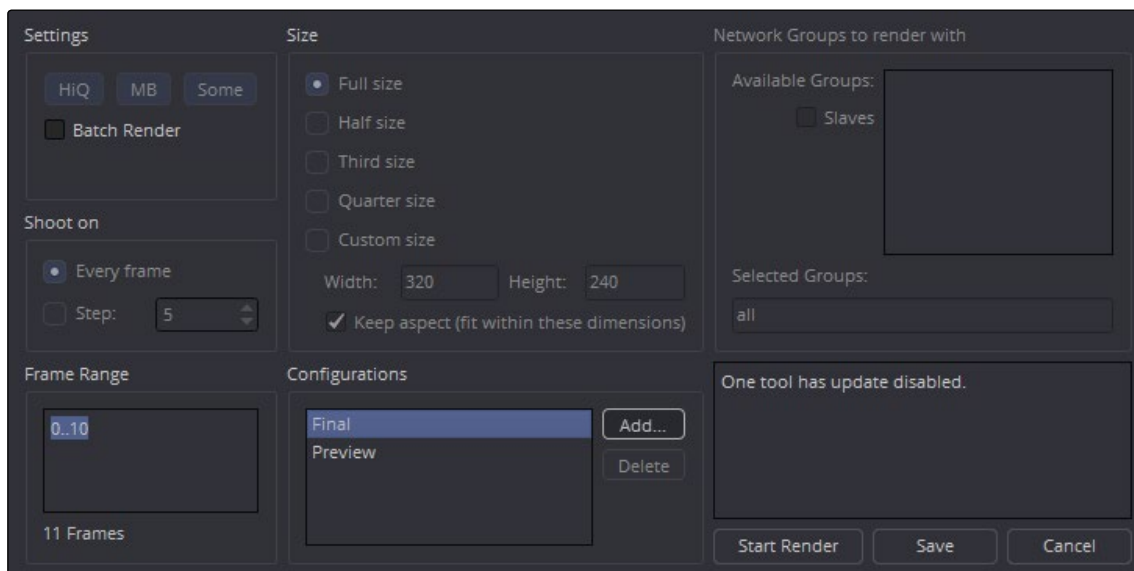 Settings
HiQ MB Some
Batch Render
Shoot on
Every frame
Step: 5
Frame Range
0..10
11 Frames
Size
Full size
Half size
Third size
Quarter size
Custom size
Width: 320 Height: 240
Keep aspect (fit within these dimensions)
Configurations
Final
Preview
Add...
Delete
Network Groups to render with
Available Groups:
Slaves
Selected Groups:
all
One tool has update disabled.
Start Render Save Cancel